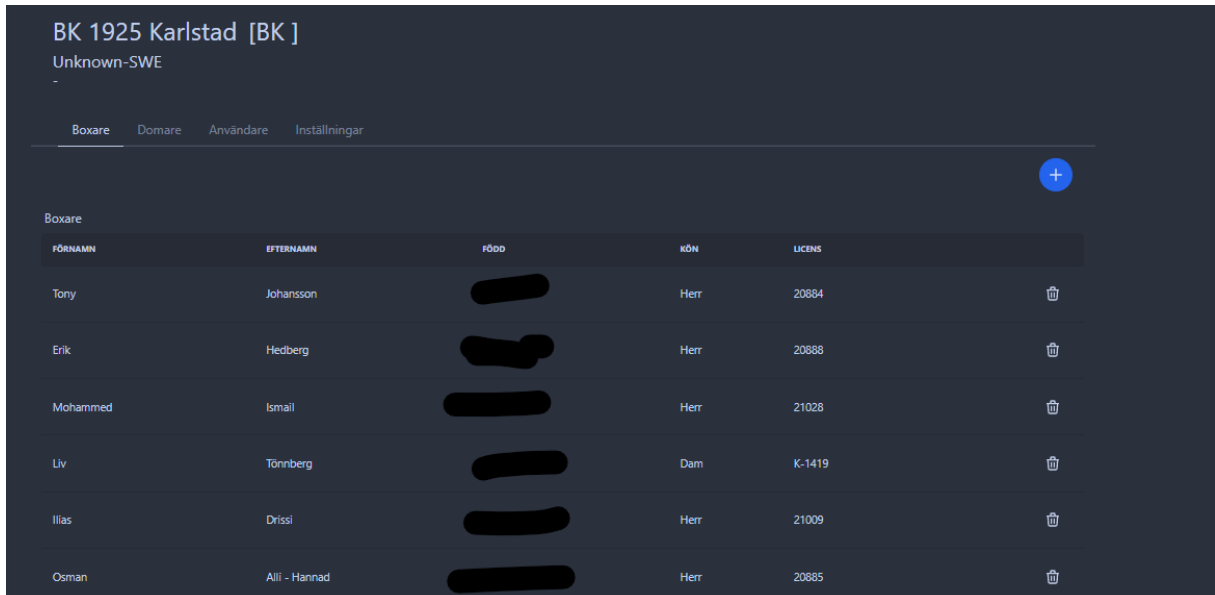 BK 1925 Karlstad [BK ]
Unknown-SWE
-
Boxare Domare Användare Inställningar
+
Boxare
FÖRNAMN EFTERNAMN FÖDD KÖN LICENS
Tony Johansson Herr 20884
Erik Hedberg Herr 20888
Mohammed Ismail Herr 21028
Liv Tönnberg Dam K-1419
Ilias Drissi Herr 21009
Osman Alli - Hannad Herr 20885